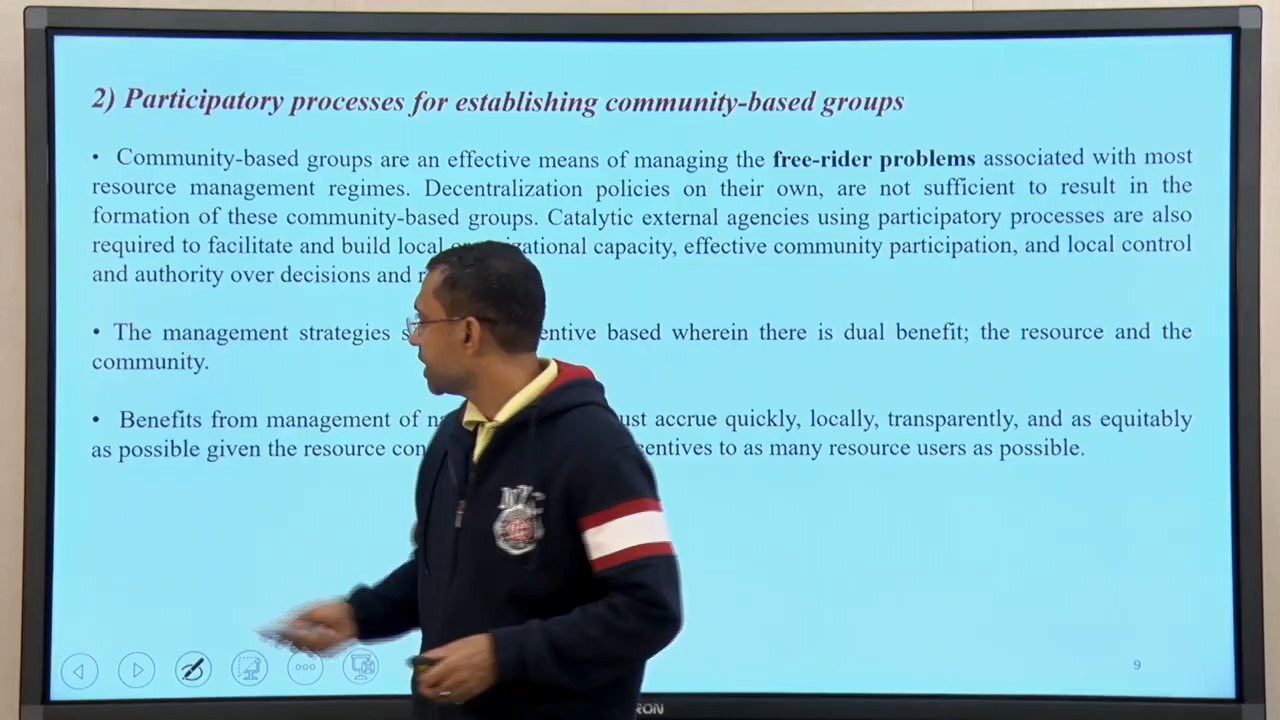 2) Participatory processes for establishing community-based groups
• Community-based groups are an effective means of managing the free-rider problems associated with most
resource management regimes. Decentralization policies on their own, are not sufficient to result in the
formation of these community-based groups. Catalytic external agencies using participatory processes are also
required to facilitate and build local effective community participation, and local control
and authority over decisions and
• The management strategies based wherein there is dual benefit; the resource and the
community.
• Benefits from management of accrue quickly, locally, transparently, and as equitably
as possible given the resource to as many resource users as possible.
9